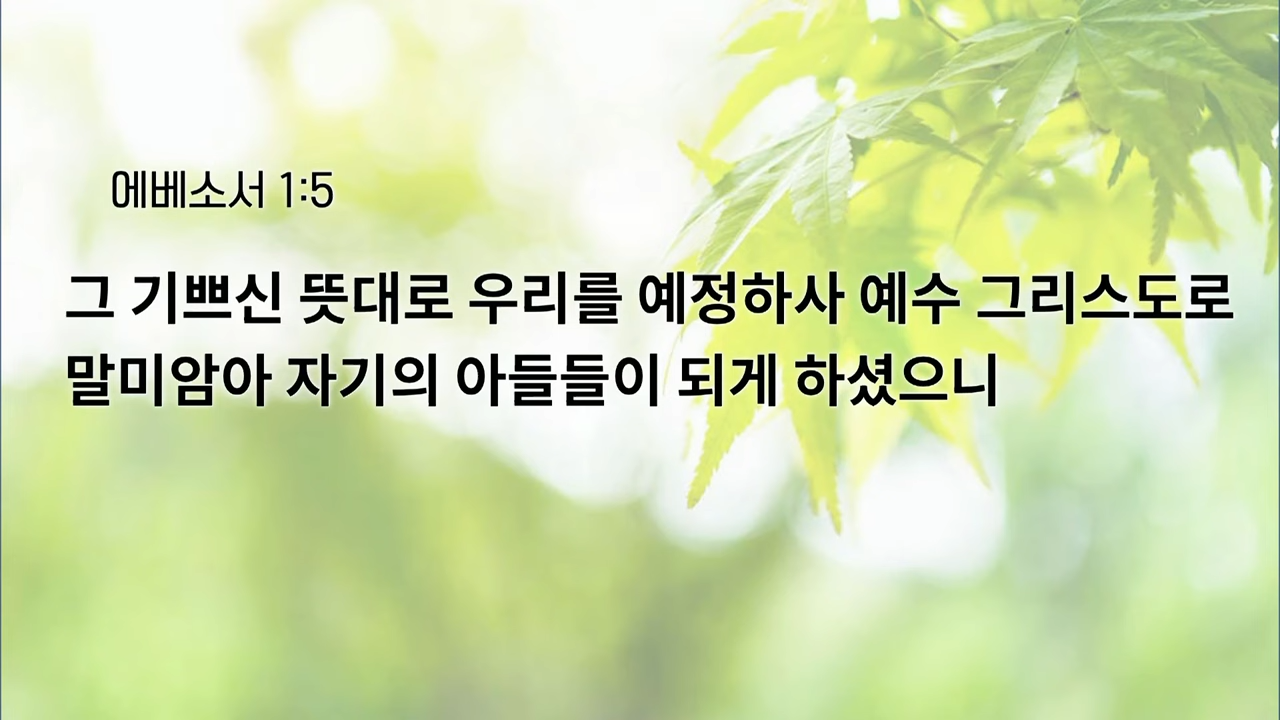 에베소서 1:5
그 기쁘신 뜻대로 우리를 예정하사 예수 그리스도로
말미암아 자기의 아들들이 되게 하셨으니